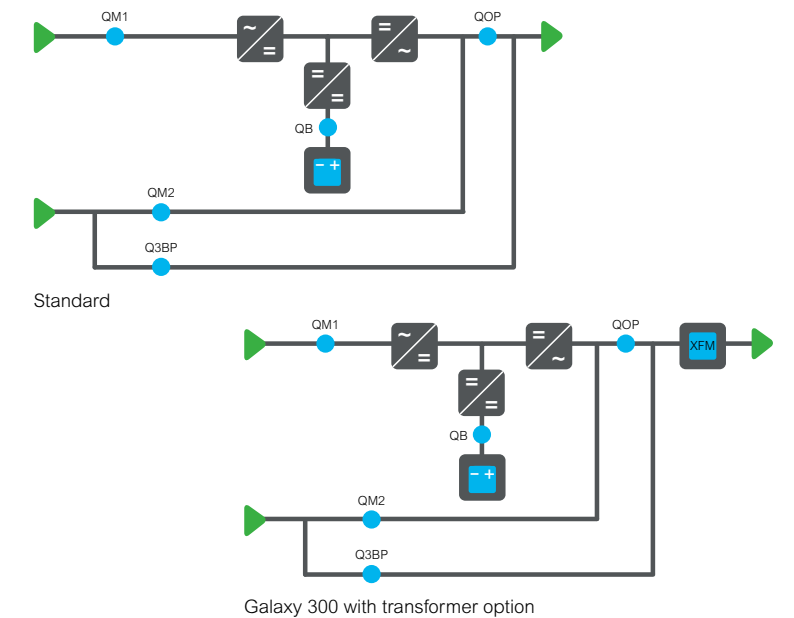 QM1
QOP
~
=
=
~
=
=
QB
− +
QM2
Q3BP
Standard
QM1
QOP
~
=
=
~
XFM
=
=
QB
− +
QM2
Q3BP
Galaxy 300 with transformer option